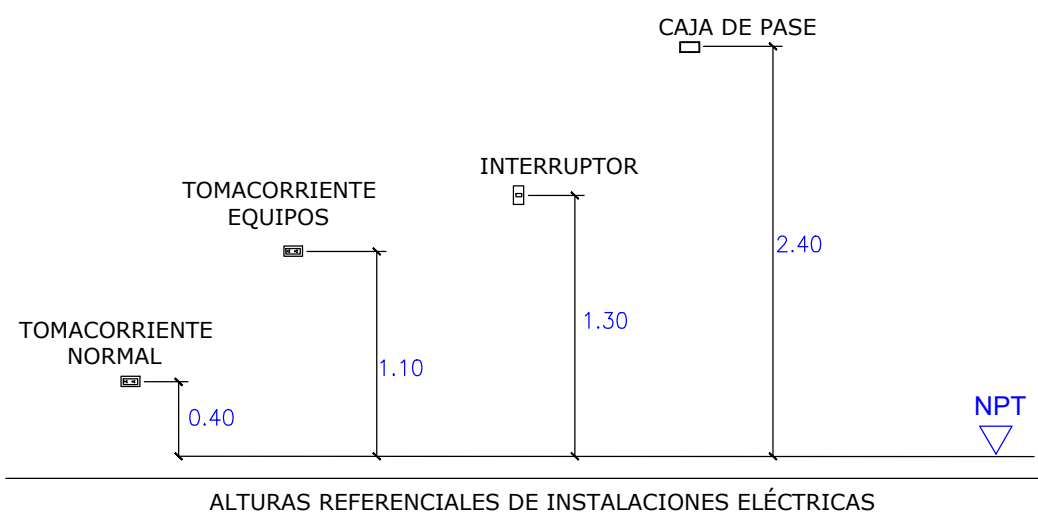 CAJA DE PASE
INTERRUPTOR
TOMACORRIENTE
EQUIPOS
2.40
1.30
TOMACORRIENTE
NORMAL
1.10
0.40
NPT
ALTURAS REFERENCIALES DE INSTALACIONES ELÉCTRICAS